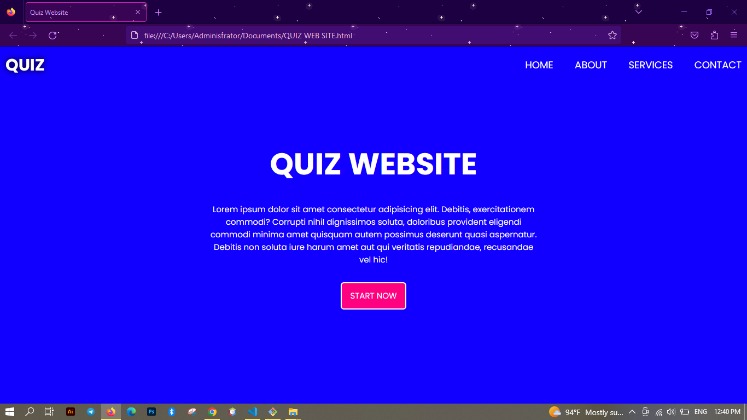 Quiz Website
file:///C:/Users/Adminisfrator/Documents/QUIZ WEB SITE.html
QUIZ
HOME
ABOUT
SERVICES
CONTACT
QUIZ WEBSITE
Lorem ipsum dolor sit amet consectetur adipisicing elit. Debitis, exercitationem
commodi? Corrupti nihil dignissimos soluta, doloribus provident eligendi
commodi minima amet quisquam autem possimus deserunt quasi aspernatur.
Debitis non soluta iure harum amet aut qui veritatis repudiandae, recusandae
vel hic!
START NOW
Ai
Ps
94°F Mostly su...
ENG
12:40 PM